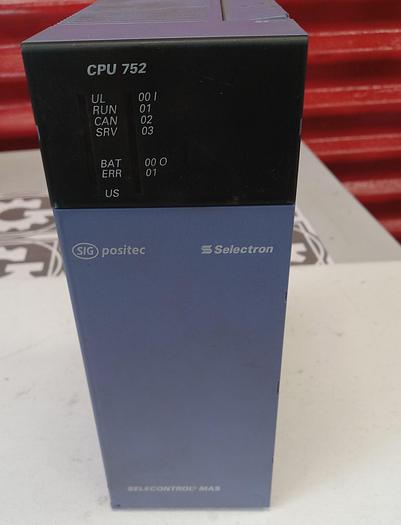 CPU 752
UL 00 I
RUN 01
CAN 02
SRV 03
BAT 00 O
ERR 01
US
SIG positec Selectron
SELECONTROL® MAS